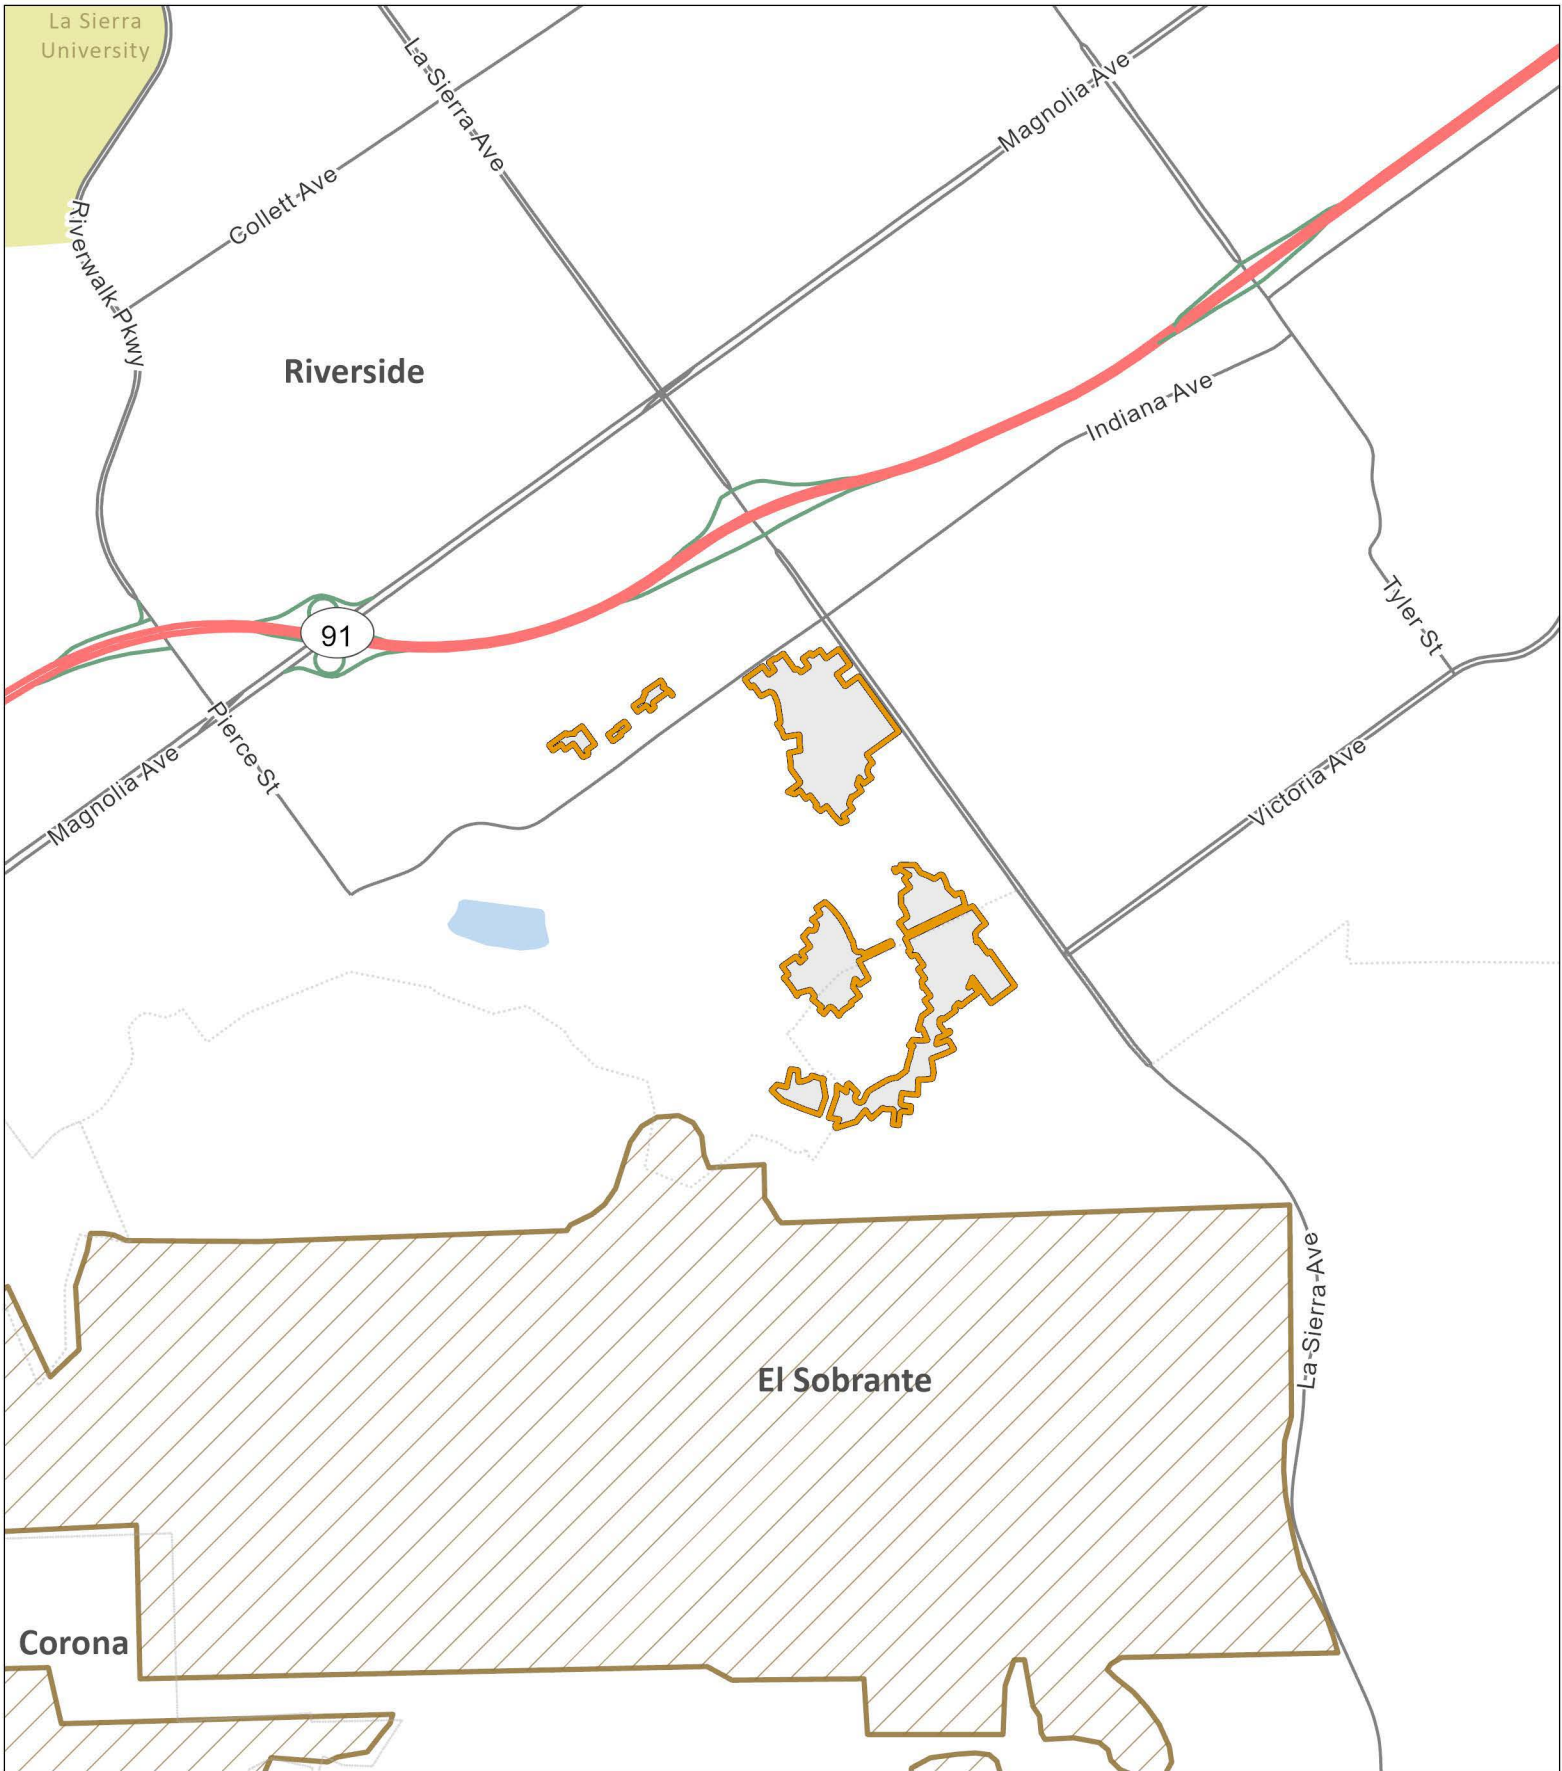 La Sierra
University
La-Sierra-Ave
Magnolia Ave
Gollett Ave
Riverwalk-Pkwy
Riverside
Indiana-Ave
91
Tyler-St
Pierce-St
Magnolia Ave
Victoria Ave
La-Sierra-Ave
El Sobrante
Corona